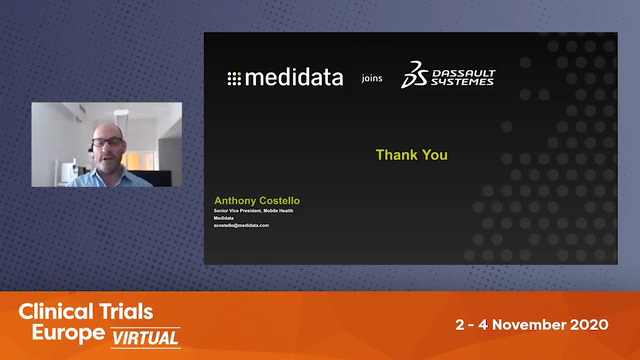 medidata joins DASSAULT SYSTEMES
Thank You
Anthony Costello
Senior Vice President, Mobile Health
Medidata
acostello@medidata.com
Clinical Trials
Europe VIRTUAL
2 - 4 November 2020